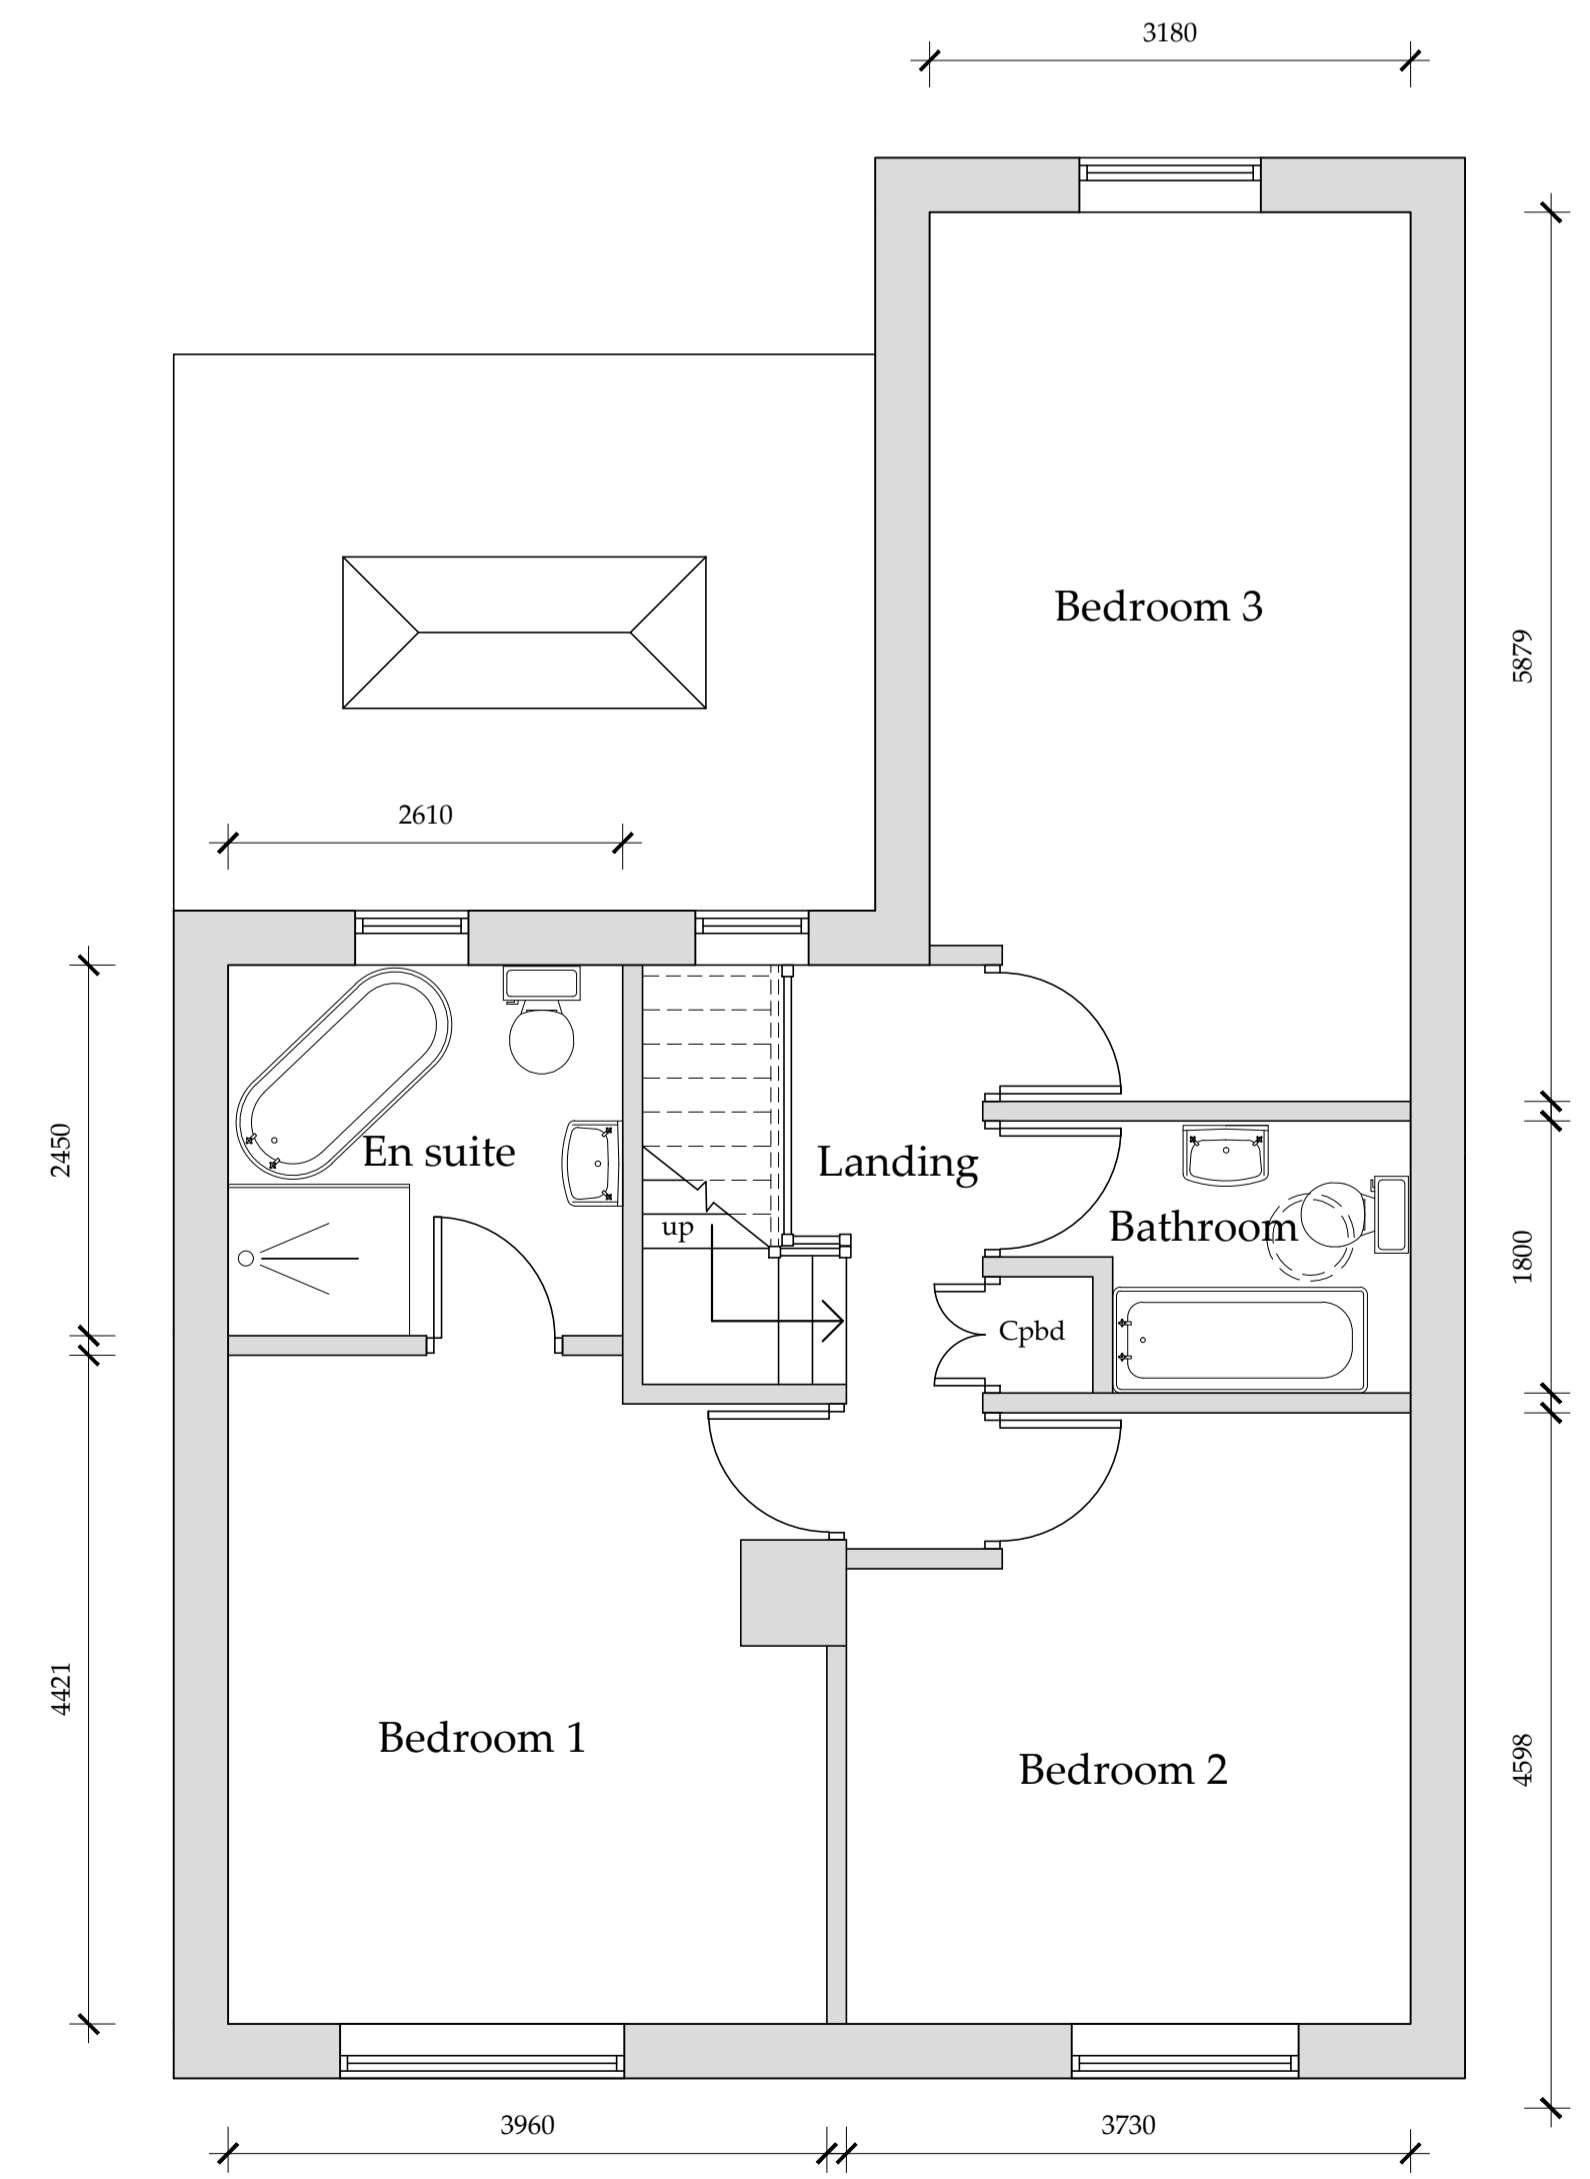 3180
Bedroom 3
5879
2610
2450
En suite
Landing
up
Bathroom
1800
Cpbd
4421
Bedroom 1
Bedroom 2
4598
3960
3730